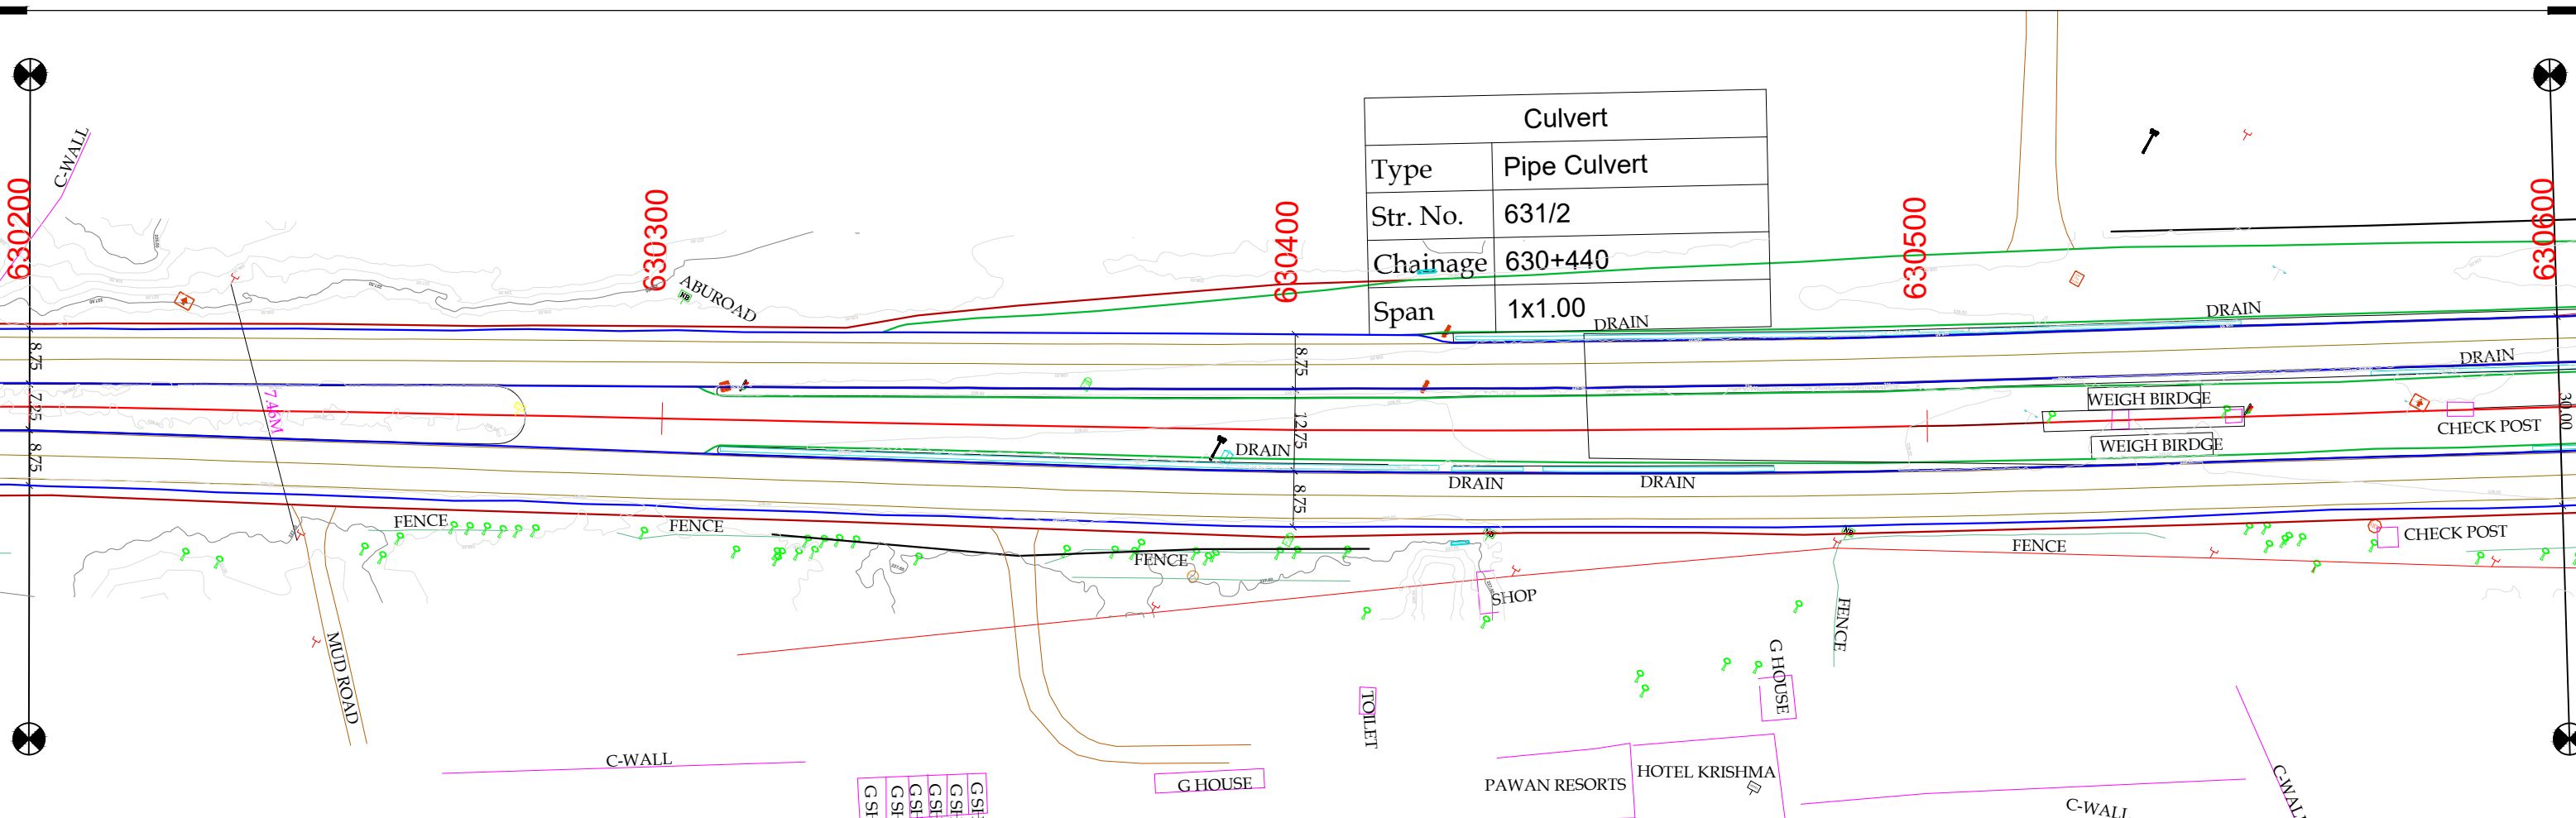 Culvert
Type Pipe Culvert
Str. No. 631/2
Chainage 630+440
Span 1x1.00
C-WALL
630200
630300
630400
630500
630600
ABUROAD
DRAIN
DRAIN
DRAIN
8.75
7.25
8.75
7.46M
8.75
12.75
8.75
30.00
WEIGH BIRDGE
WEIGH BIRDGE
CHECK POST
DRAIN
DRAIN
DRAIN
FENCE
FENCE
FENCE
FENCE
CHECK POST
SHOP
FENCE
MUD ROAD
G HOUSE
TOILET
C-WALL
G HOUSE
PAWAN RESORTS
HOTEL KRISHMA
C-WALL
C-WALL